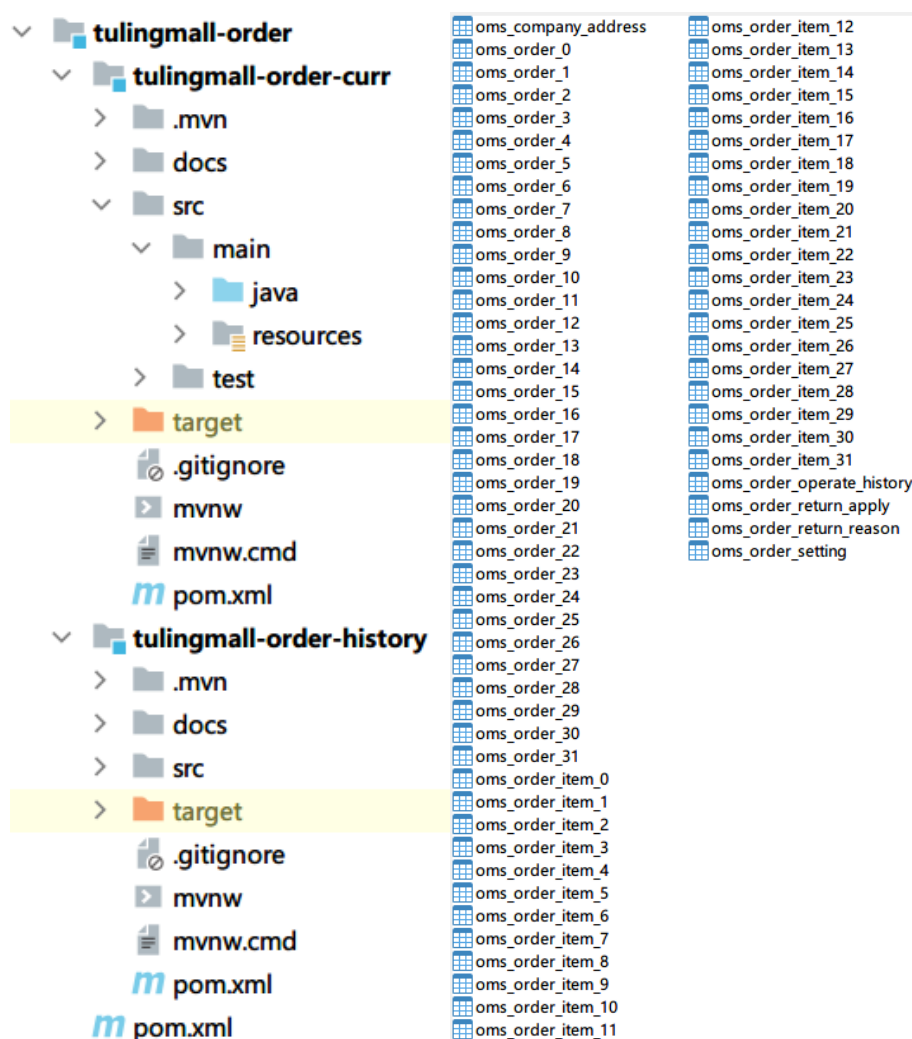 tulingmall-order
tulingmall-order-curr
.mvn
docs
src
main
java
resources
test
target
.gitignore
mvnw
mvnw.cmd
pom.xml
tulingmall-order-history
.mvn
docs
src
target
.gitignore
mvnw
mvnw.cmd
pom.xml
pom.xml
oms_company_address
oms_order_0
oms_order_1
oms_order_2
oms_order_3
oms_order_4
oms_order_5
oms_order_6
oms_order_7
oms_order_8
oms_order_9
oms_order_10
oms_order_11
oms_order_12
oms_order_13
oms_order_14
oms_order_15
oms_order_16
oms_order_17
oms_order_18
oms_order_19
oms_order_20
oms_order_21
oms_order_22
oms_order_23
oms_order_24
oms_order_25
oms_order_26
oms_order_27
oms_order_28
oms_order_29
oms_order_30
oms_order_31
oms_order_item_0
oms_order_item_1
oms_order_item_2
oms_order_item_3
oms_order_item_4
oms_order_item_5
oms_order_item_6
oms_order_item_7
oms_order_item_8
oms_order_item_9
oms_order_item_10
oms_order_item_11
oms_order_item_12
oms_order_item_13
oms_order_item_14
oms_order_item_15
oms_order_item_16
oms_order_item_17
oms_order_item_18
oms_order_item_19
oms_order_item_20
oms_order_item_21
oms_order_item_22
oms_order_item_23
oms_order_item_24
oms_order_item_25
oms_order_item_26
oms_order_item_27
oms_order_item_28
oms_order_item_29
oms_order_item_30
oms_order_item_31
oms_order_operate_history
oms_order_return_apply
oms_order_return_reason
oms_order_setting